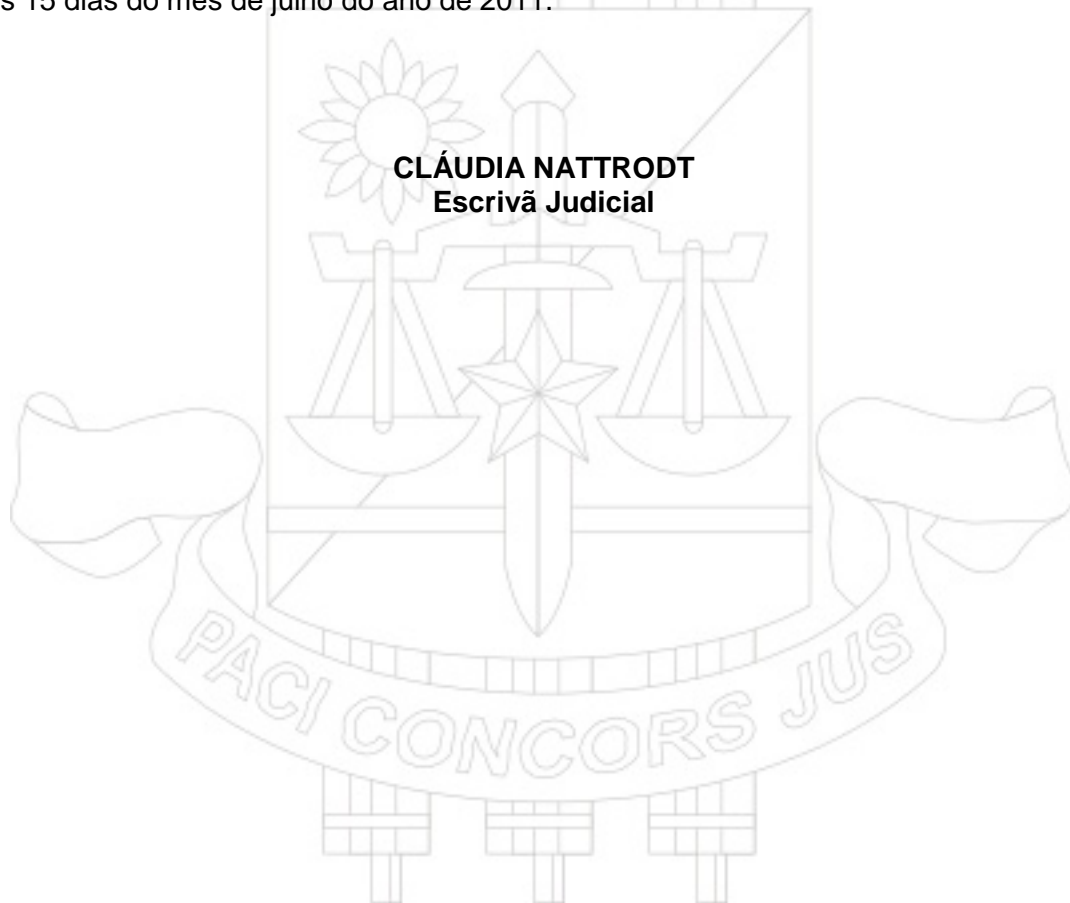 s 15 dias do mês de julho do ano de 2011.
CLÁUDIA NATTRODT
Escrivã Judicial
PACI CONCORS JUS